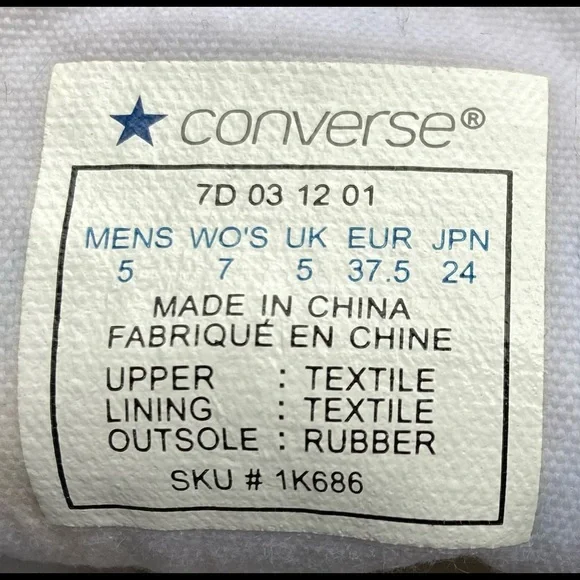 converse®
7D 03 12 01
MENS WO'S UK EUR JPN
5 7 5 37.5 24
MADE IN CHINA
FABRIQUÉ EN CHINE
UPPER : TEXTILE
LINING : TEXTILE
OUTSOLE : RUBBER
SKU # 1K686